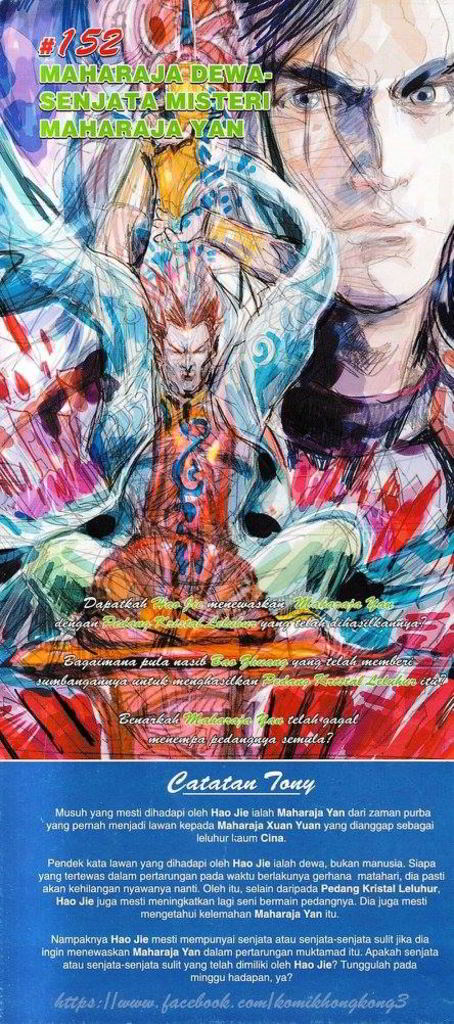 #152
MAHARAJA DEWA-
SENJATA MISTERI
MAHARAJA YAN
Dapatkah Hao Jie menewaskan Maharaja Yan
dengan Pedang Kristal Leluhur yang telah dihasilkannya?
Bagaimana pula nasib Bao Zhuang yang telah memberi
sumbangannya untuk menghasilkan Pedang Kristal Leluhur itu?
Benarkah Maharaja Yan telah gagal
menempa pedangnya semula?
Catatan Tony
Musuh yang mesti dihadapi oleh Hao Jie ialah Maharaja Yan dari zaman purba
yang pernah menjadi lawan kepada Maharaja Xuan Yuan yang dianggap sebagai
leluhur kaum Cina.
Pendek kata lawan yang dihadapi oleh Hao Jie ialah dewa, bukan manusia. Siapa
yang tertewas dalam pertarungan pada waktu berlakunya gerhana matahari, dia pasti
akan kehilangan nyawanya nanti. Oleh itu, selain daripada Pedang Kristal Leluhur,
Hao Jie juga mesti meningkatkan lagi seni bermain pedangnya. Dia juga mesti
mengetahui kelemahan Maharaja Yan itu.
Nampaknya Hao Jie mesti mempunyai senjata atau senjata-senjata sulit jika dia
ingin menewaskan Maharaja Yan dalam pertarungan muktamad itu. Apakah senjata
atau senjata-senjata sulit yang telah dimiliki oleh Hao Jie? Tunggulah pada
minggu hadapan, ya?
https://www.facebook.com/komikhongkong3